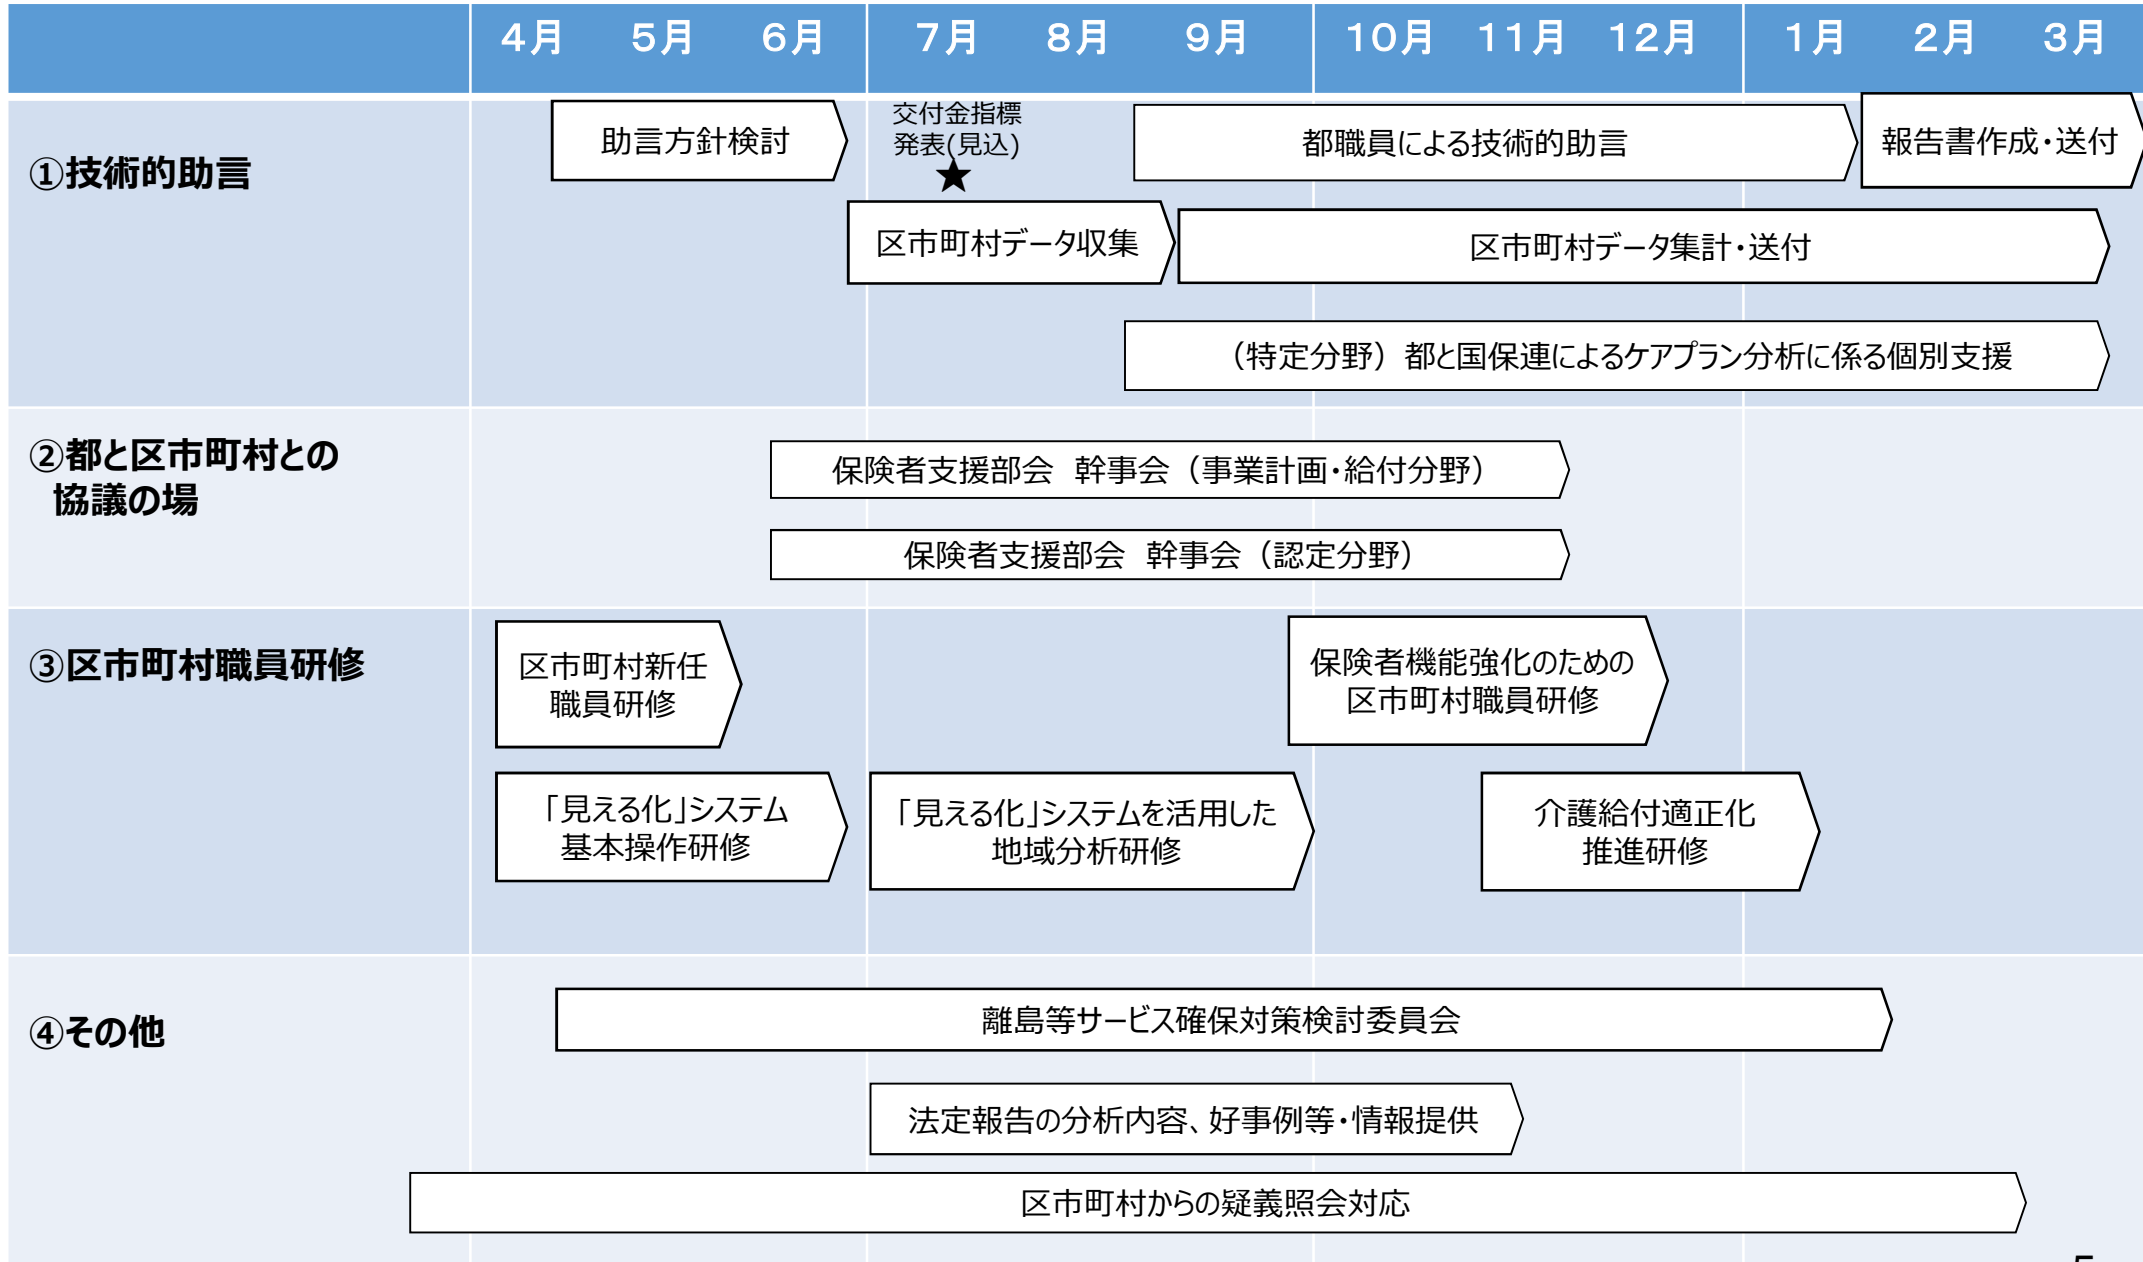 4月 5月 6月 7月 8月 9月 10月 11月 12月 1月 2月 3月
①技術的助言
助言方針検討
交付金指標
発表(見込)
★
都職員による技術的助言
報告書作成・送付
区市町村データ収集
区市町村データ集計・送付
（特定分野）都と国保連によるケアプラン分析に係る個別支援
②都と区市町村との
協議の場
保険者支援部会　幹事会（事業計画・給付分野）
保険者支援部会　幹事会（認定分野）
③区市町村職員研修
区市町村新任
職員研修
保険者機能強化のための
区市町村職員研修
「見える化」システム
基本操作研修
「見える化」システムを活用した
地域分析研修
介護給付適正化
推進研修
④その他
離島等サービス確保対策検討委員会
法定報告の分析内容、好事例等・情報提供
区市町村からの疑義照会対応